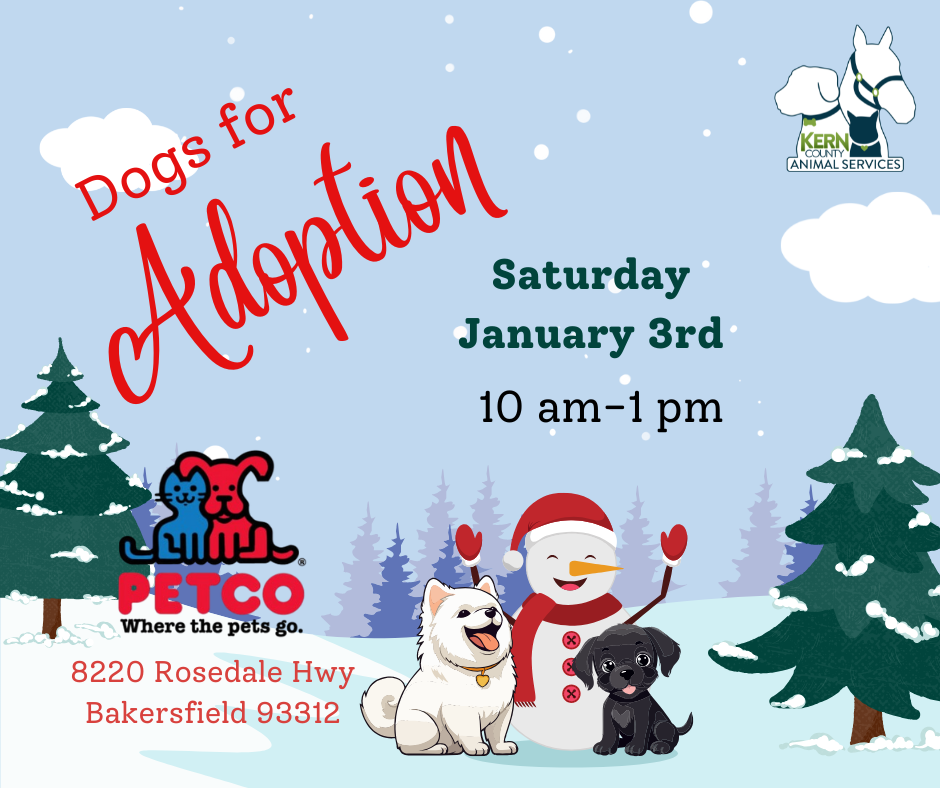 Dogs for
Adoption
KERN
COUNTY
ANIMAL SERVICES
Saturday
January 3rd
10 am–1 pm
PETCO®
Where the pets go.
8220 Rosedale Hwy
Bakersfield 93312